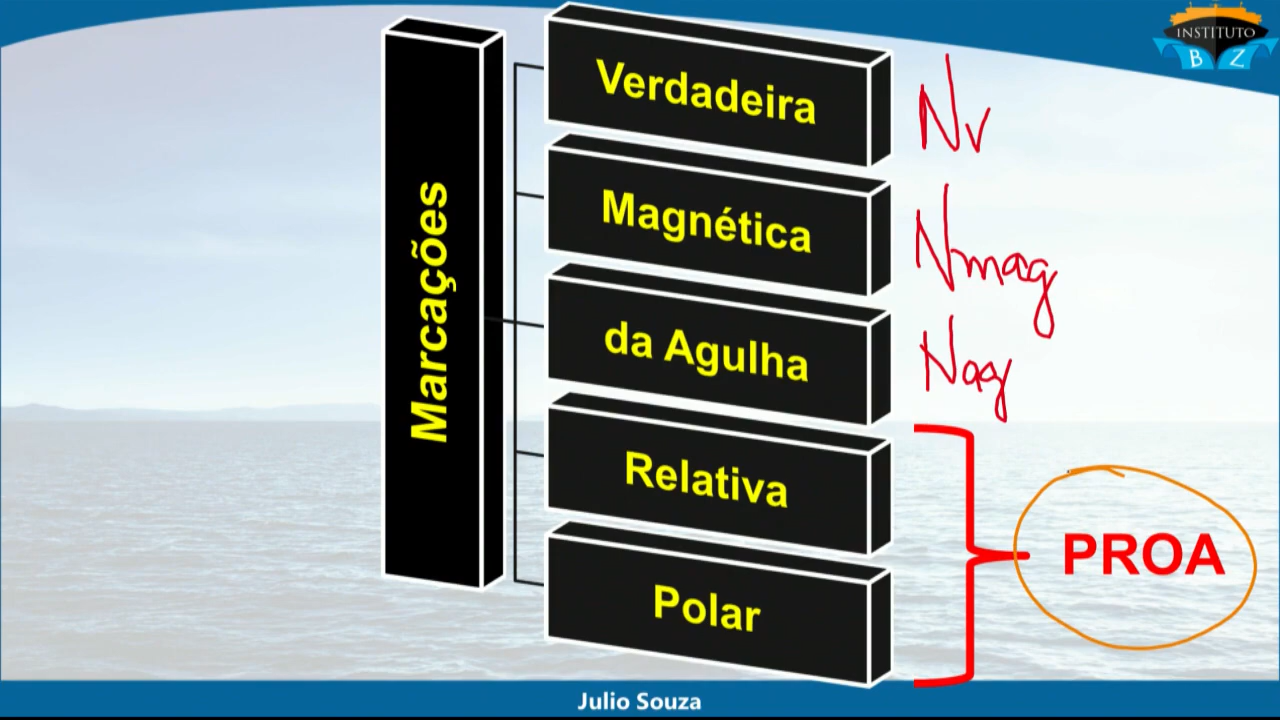 INSTITUTO
B Z
Marcações
Verdadeira
Nv
Magnética
Nmag
da Agulha
Nag
Relativa
PROA
Polar
Julio Souza